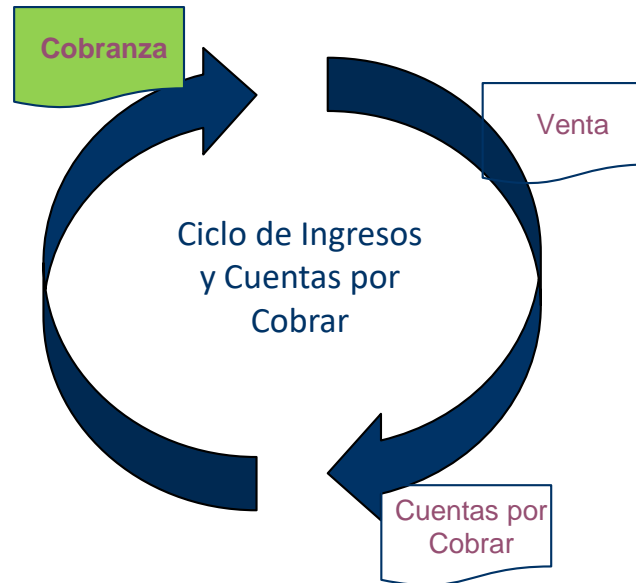 Cobranza
Venta
Ciclo de Ingresos
y Cuentas por
Cobrar
Cuentas por
Cobrar